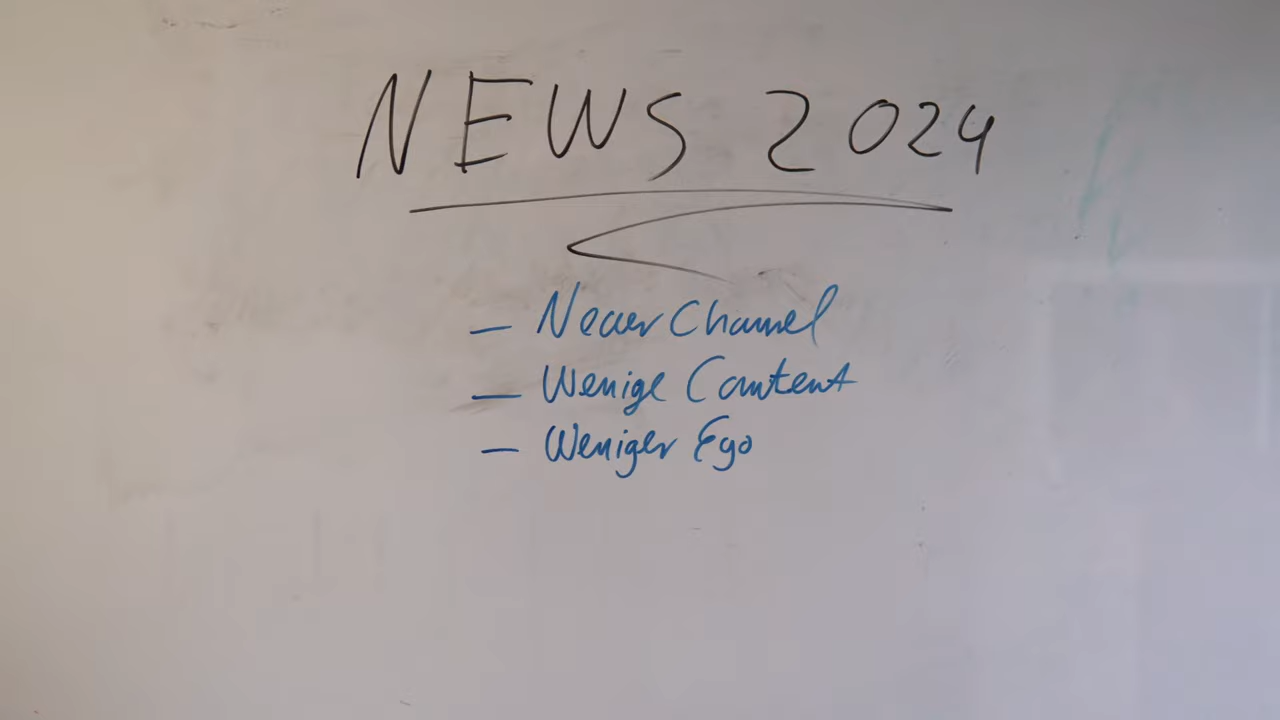 NEWS 2024
– Neuer Channel
– Wenige Content
– Weniger Ego